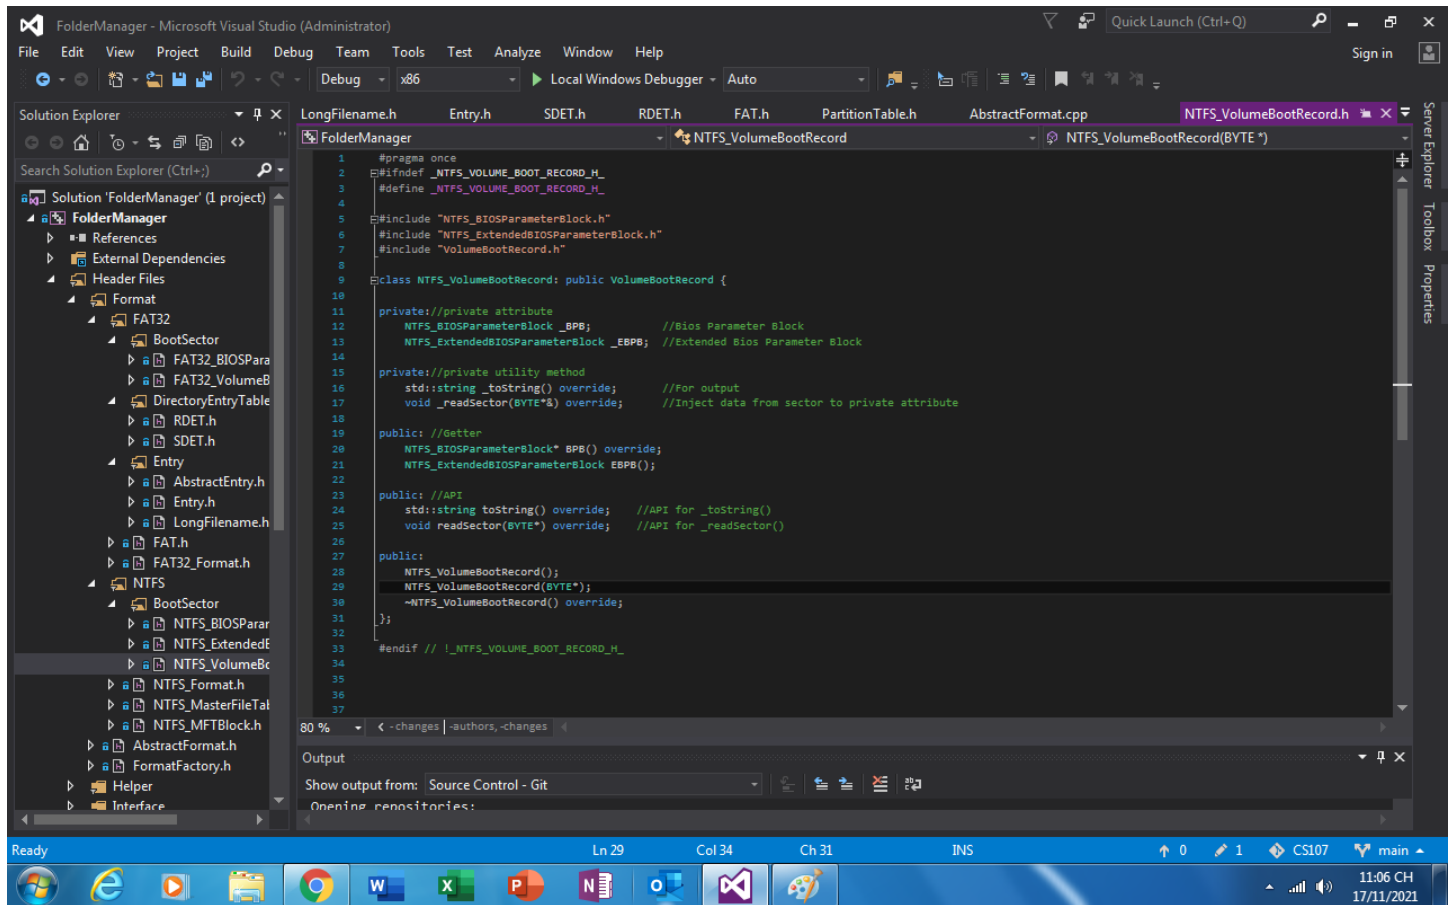 FolderManager - Microsoft Visual Studio (Administrator)
Quick Launch (Ctrl+Q)
File Edit View Project Build Debug Team Tools Test Analyze Window Help
Sign in
Debug x86 Local Windows Debugger Auto
Solution Explorer
Search Solution Explorer (Ctrl+;)
Solution 'FolderManager' (1 project)
FolderManager
References
External Dependencies
Header Files
Format
FAT32
BootSector
FAT32_BIOSPara
FAT32_VolumeB
DirectoryEntryTable
RDET.h
SDET.h
Entry
AbstractEntry.h
Entry.h
LongFilename.h
FAT.h
FAT32_Format.h
NTFS
BootSector
NTFS_BIOSParar
NTFS_ExtendedE
NTFS_VolumeBo
NTFS_Format.h
NTFS_MasterFileTal
NTFS_MFTBlock.h
AbstractFormat.h
FormatFactory.h
Helper
Interface
LongFilename.h Entry.h SDET.h RDET.h FAT.h PartitionTable.h AbstractFormat.cpp NTFS_VolumeBootRecord.h
FolderManager NTFS_VolumeBootRecord NTFS_VolumeBootRecord(BYTE *)
1 #pragma once
2 #ifndef _NTFS_VOLUME_BOOT_RECORD_H_
3 #define _NTFS_VOLUME_BOOT_RECORD_H_
4
5 #include "NTFS_BIOSParameterBlock.h"
6 #include "NTFS_ExtendedBIOSParameterBlock.h"
7 #include "VolumeBootRecord.h"
8
9 class NTFS_VolumeBootRecord: public VolumeBootRecord {
10
11 private://private attribute
12 NTFS_BIOSParameterBlock _BPB; //Bios Parameter Block
13 NTFS_ExtendedBIOSParameterBlock _EBPB; //Extended Bios Parameter Block
14
15 private://private utility method
16 std::string _toString() override; //For output
17 void _readSector(BYTE*&) override; //Inject data from sector to private attribute
18
19 public: //Getter
20 NTFS_BIOSParameterBlock* BPB() override;
21 NTFS_ExtendedBIOSParameterBlock EBPB();
22
23 public: //API
24 std::string toString() override; //API for _toString()
25 void readSector(BYTE*) override; //API for _readSector()
26
27 public:
28 NTFS_VolumeBootRecord();
29 NTFS_VolumeBootRecord(BYTE*);
30 ~NTFS_VolumeBootRecord() override;
31 };
32
33 #endif // !_NTFS_VOLUME_BOOT_RECORD_H_
34
35
36
37
80 % - changes -authors, -changes
Output
Show output from: Source Control - Git
Opening repositories:
Server Explorer
Toolbox
Properties
Ready Ln 29 Col 34 Ch 31 INS 0 1 CS107 main
11:06 CH
17/11/2021